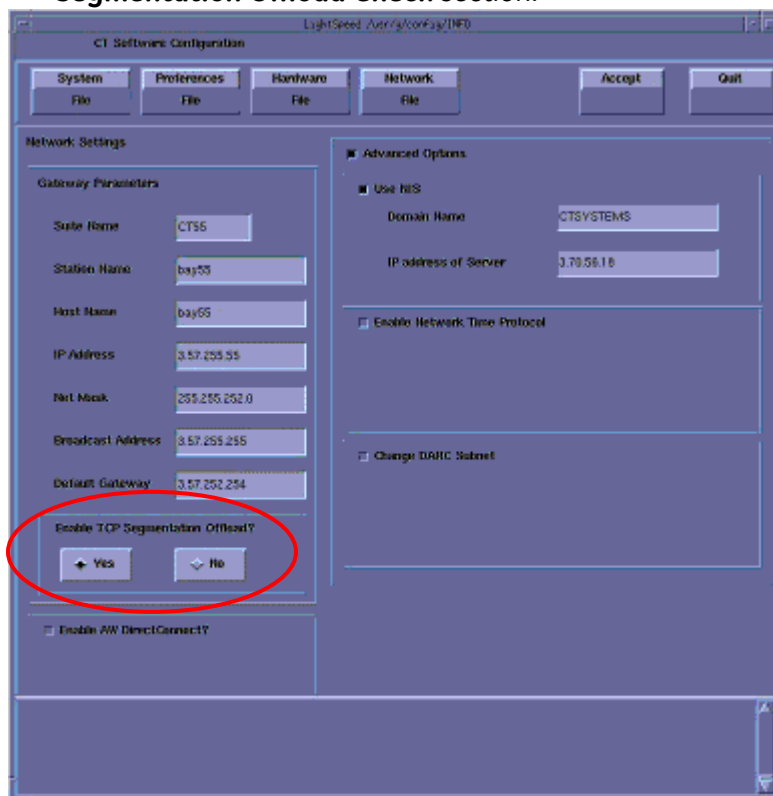 Segmentation Offload Check section.
LightSpeed /usr/g/config/INFO
CT Software Configuration
System Preferences Hardware Network Accept Quit
File File File File
Network Settings
Gateway Parameters
Suite Name CT55
Station Name bay55
Host Name bay55
IP Address 3.57.255.55
Net Mask 255.255.252.0
Broadcast Address 3.57.255.255
Default Gateway 3.57.252.254
Enable TCP Segmentation Offload?
Yes No
Enable AW DirectConnect?
Advanced Options
Use NIS
Domain Name CTSYSTEMS
IP address of Server 3.70.56.18
Enable Network Time Protocol
Change DARC Subnet